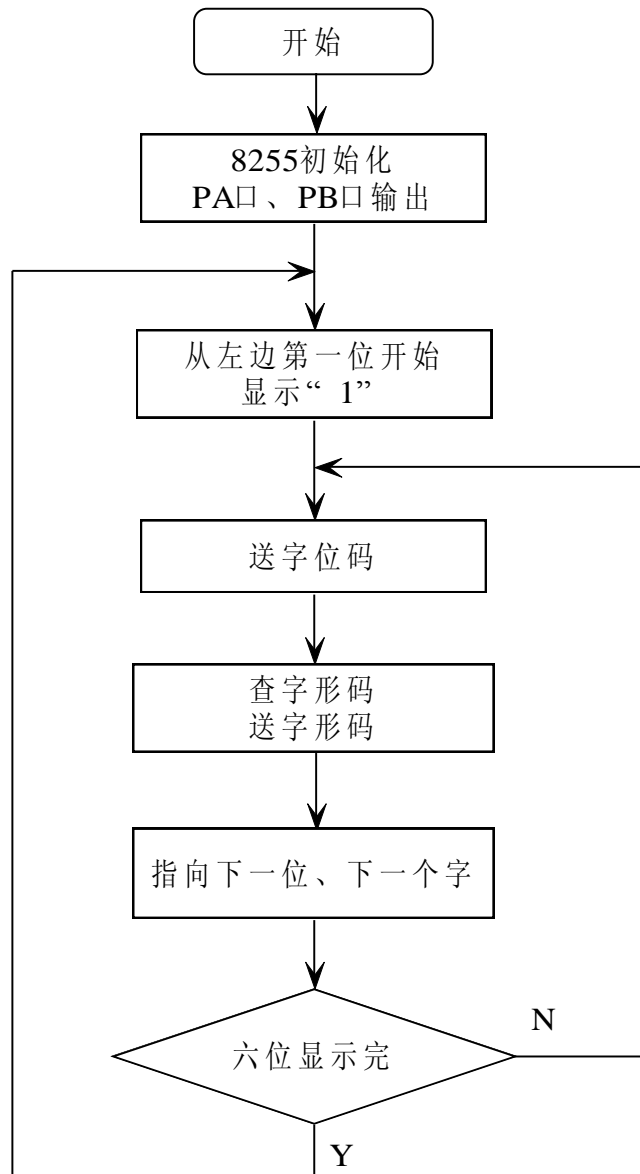 开始
8255初始化
PA口、PB口输出
从左边第一位开始
显示“ 1”
送字位码
查字形码
送字形码
指向下一位、下一个字
六位显示完
N
Y